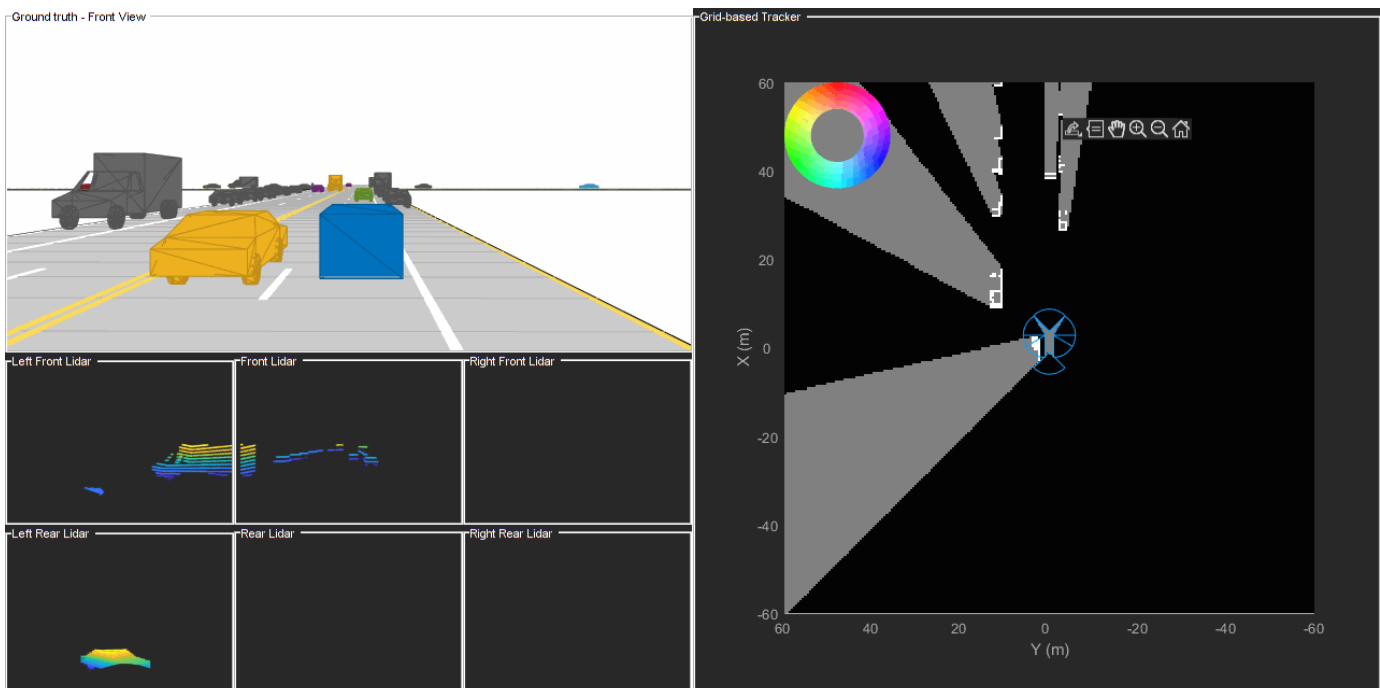 Ground truth - Front View
Left Front Lidar
Front Lidar
Right Front Lidar
Left Rear Lidar
Rear Lidar
Right Rear Lidar
Grid-based Tracker
60
40
20
0
-20
-40
-60
X (m)
60
40
20
0
-20
-40
-60
Y (m)